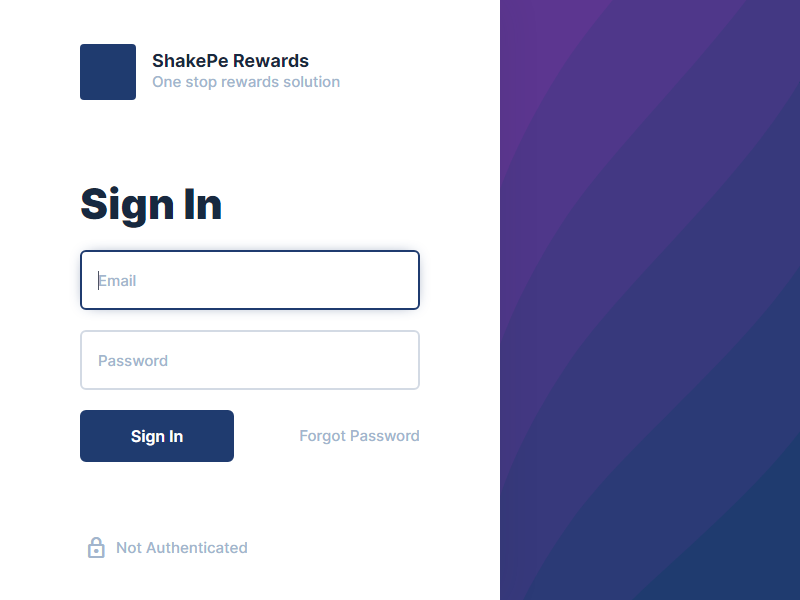 ShakePe Rewards
One stop rewards solution
Sign In
Email
Password
Sign In
Forgot Password
Not Authenticated